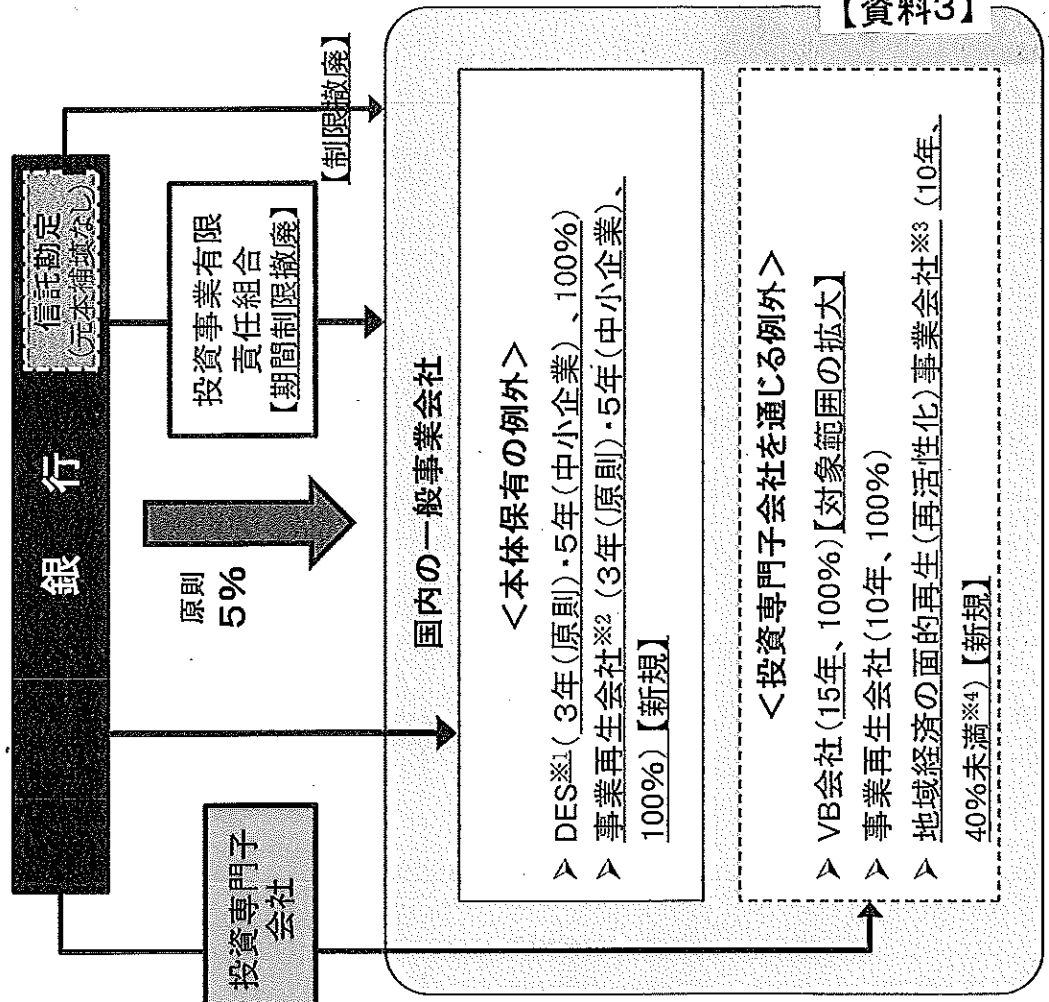 【資料3】
銀 行
信託勘定
(元本補填なし)
投資専門子
会社
原則
5%
投資事業有限
責任組合
【期間制限撤廃】
【制限撤廃】
国内の一般事業会社
<本体保有の例外>
➢ DES※1(3年(原則)・5年(中小企業)、100%)
➢ 事業再生会社※2(3年(原則)・5年(中小企業)、
100%)【新規】
<投資専門子会社を通じる例外>
➢ VB会社(15年、100%)【対象範囲の拡大】
➢ 事業再生会社(10年、100%)
➢ 地域経済の面的再生(再活性化)事業会社※3(10年、
40%未満※4)【新規】